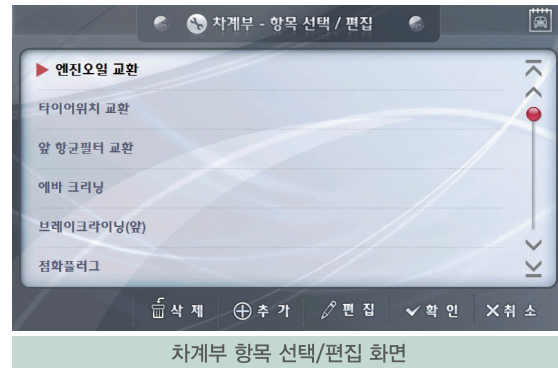 차계부 - 항목 선택 / 편집
엔진오일 교환
타이어위치 교환
앞 항균필터 교환
에바 크리닝
브레이크라이닝(앞)
점화플러그
삭 제 추 가 편 집 확 인 취 소
차계부 항목 선택/편집 화면